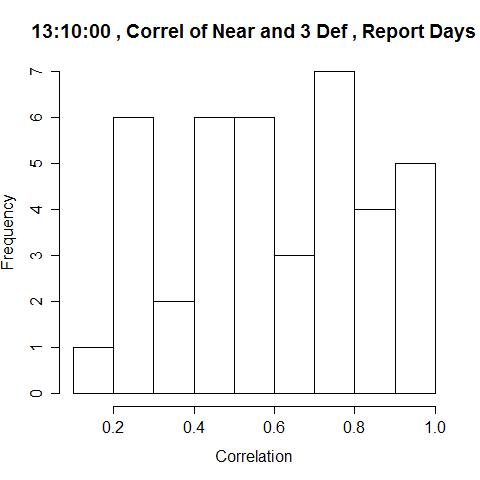 13:10:00 , Correl of Near and 3 Def , Report Days
Frequency
7
6
5
4
3
2
1
0
0.2 0.4 0.6 0.8 1.0
Correlation